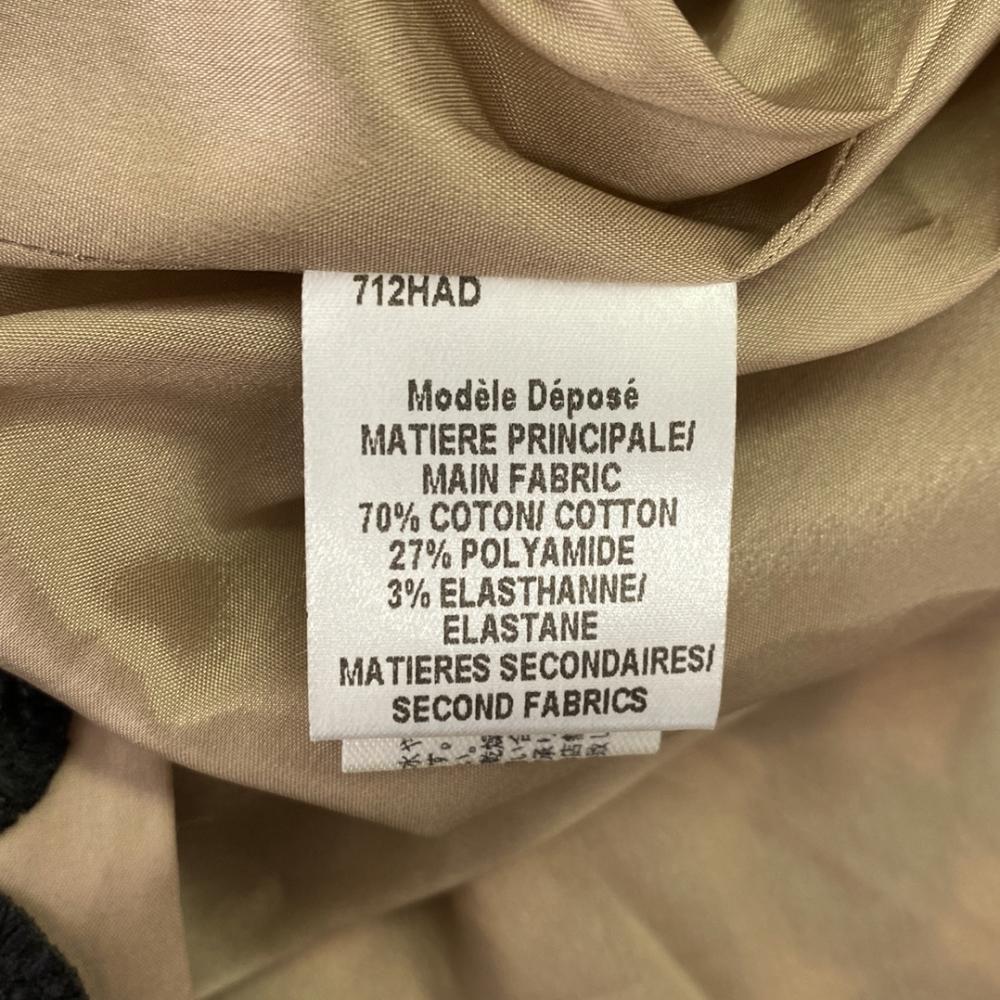 712HAD
Modèle Déposé
MATIERE PRINCIPALE/
MAIN FABRIC
70% COTON/ COTTON
27% POLYAMIDE
3% ELASTHANNE/
ELASTANE
MATIERES SECONDAIRES/
SECOND FABRICS